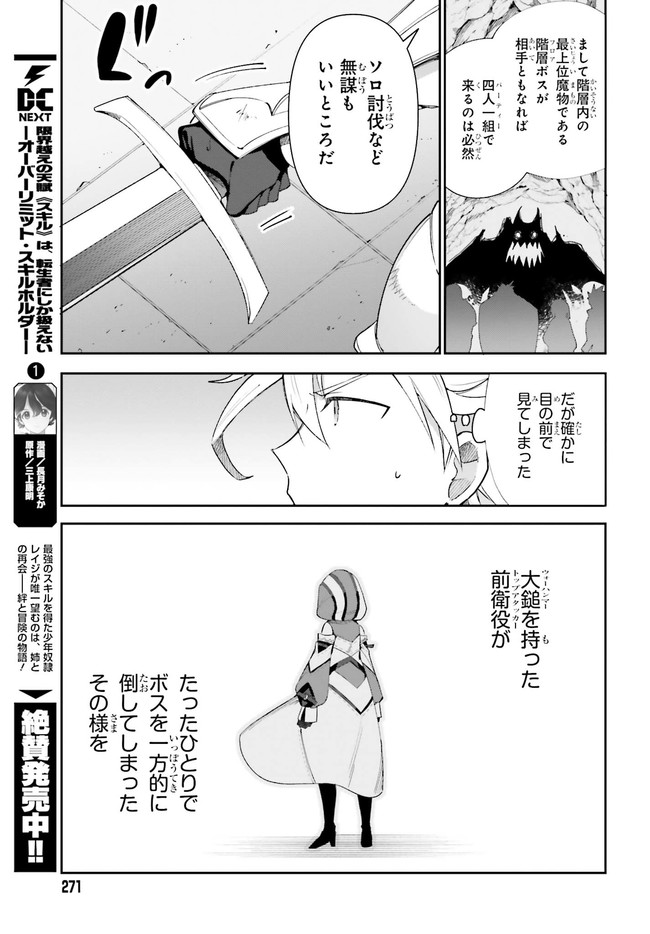 まして階層内の
最上位魔物である
階層ボスが
相手ともなれば
四人一組で
来るのは必然
ソロ討伐など
無謀も
いいところだ
だが確かに
目の前で
見てしまった
大鎚を持った
前衛役が
たったひとりで
ボスを一方的に
倒してしまった
その様を
DC
NEXT
限界越えの天賦《スキル》は、転生者にしか扱えない
ーオーバーリミット・スキルホルダーー
1
漫画/長月みそか
原作/三上康明
最強のスキルを得た少年奴隷
レイジが唯一望むのは、姉と
の再会——絆と冒険の物語!
絶賛発売中!!
271